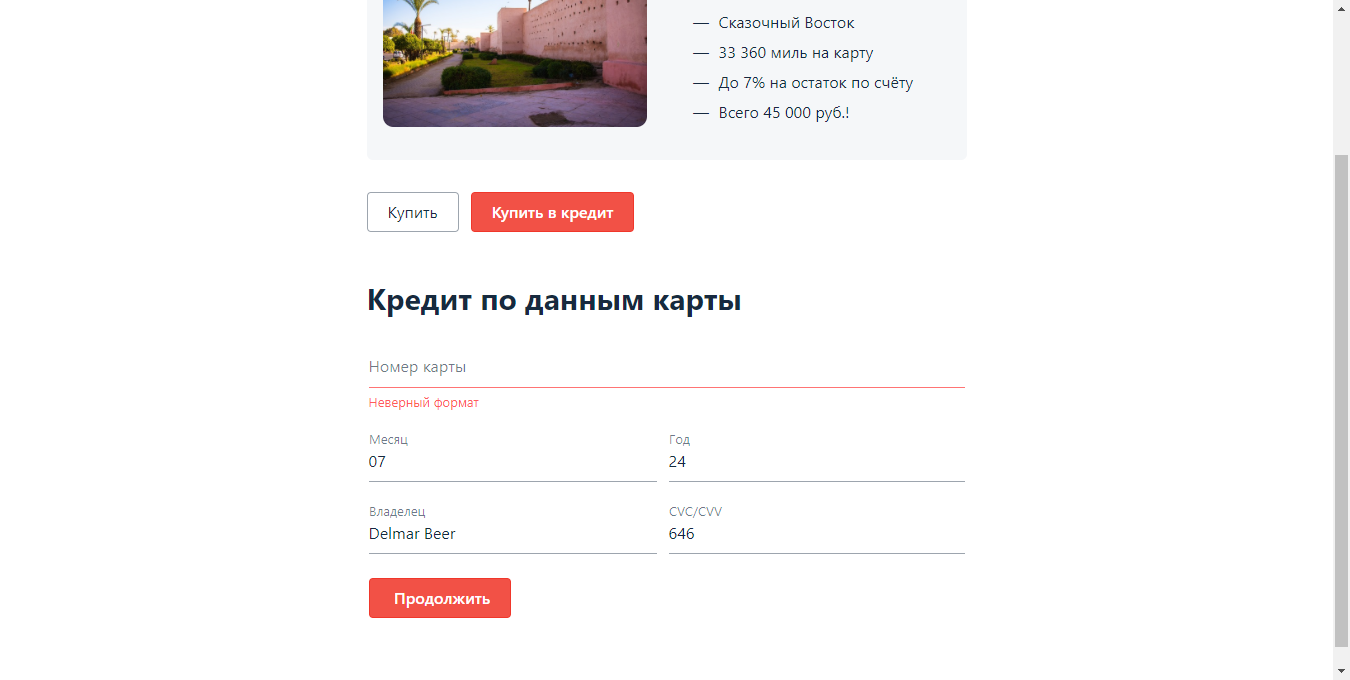 — Сказочный Восток
— 33 360 миль на карту
— До 7% на остаток по счёту
— Всего 45 000 руб.!
Купить Купить в кредит
Кредит по данным карты
Номер карты
Неверный формат
Месяц Год
07 24
Владелец CVC/CVV
Delmar Beer 646
Продолжить